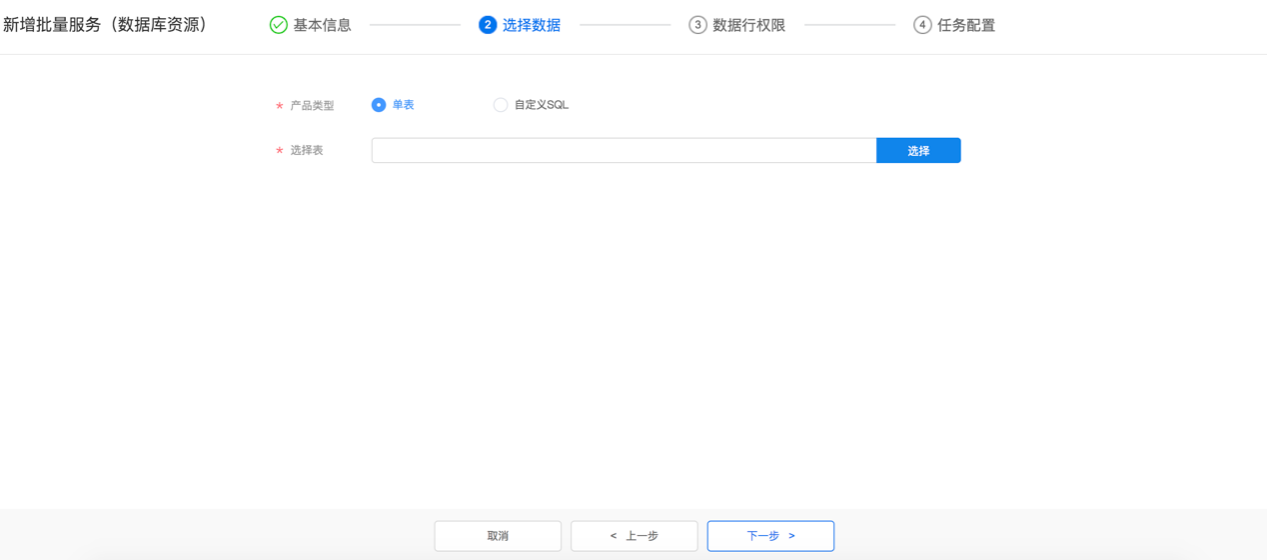 新增批量服务（数据库资源） 基本信息 2 选择数据 3 数据行权限 4 任务配置
* 产品类型 单表 自定义SQL
* 选择表 选择
取消 < 上一步 下一步 >